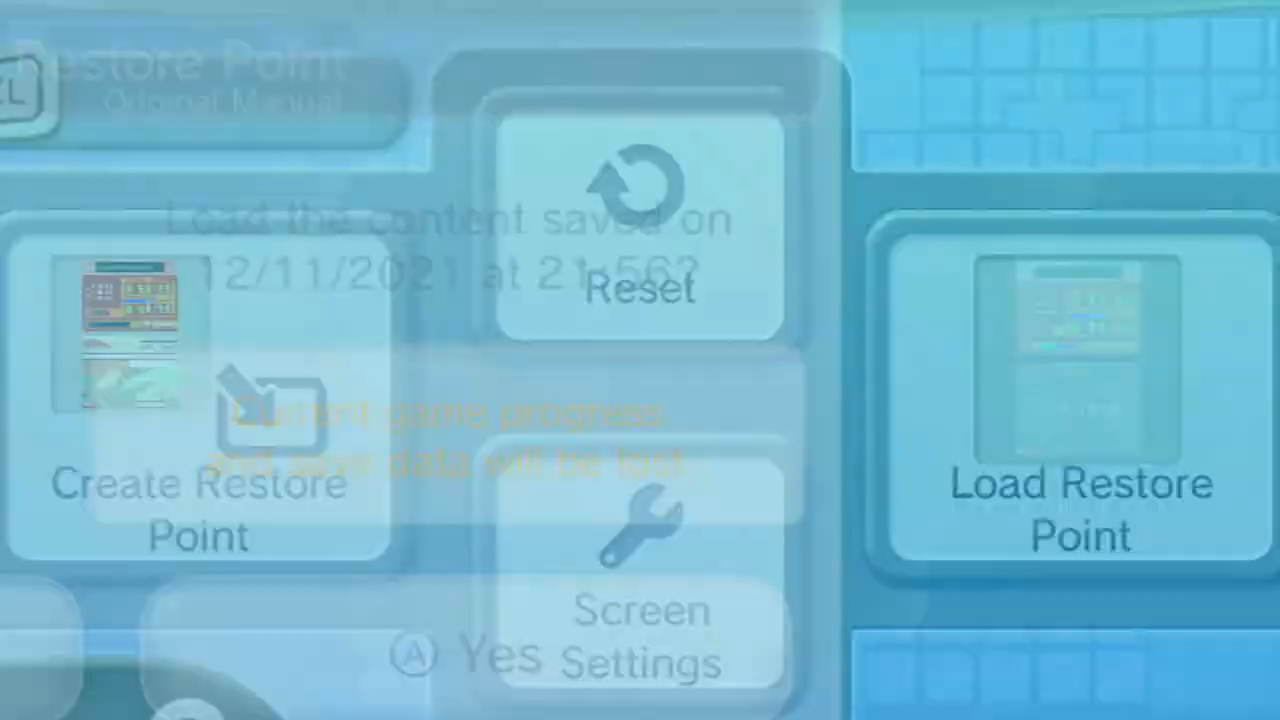 Restore Point
Original Manual
ZL
Reset
Load the content saved on
12/11/2021 at 21:56?
Current game progress
and save data will be lost.
Create Restore
Point
Load Restore
Point
Screen
Settings
A Yes